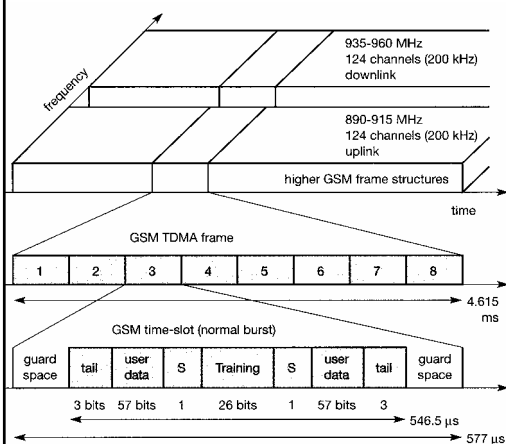 frequency
935-960 MHz
124 channels (200 kHz)
downlink
890-915 MHz
124 channels (200 kHz)
uplink
higher GSM frame structures
time
GSM TDMA frame
1 2 3 4 5 6 7 8
4.615
ms
GSM time-slot (normal burst)
guard space tail user data S Training S user data tail guard space
3 bits 57 bits 1 26 bits 1 57 bits 3
546.5 µs
577 µs